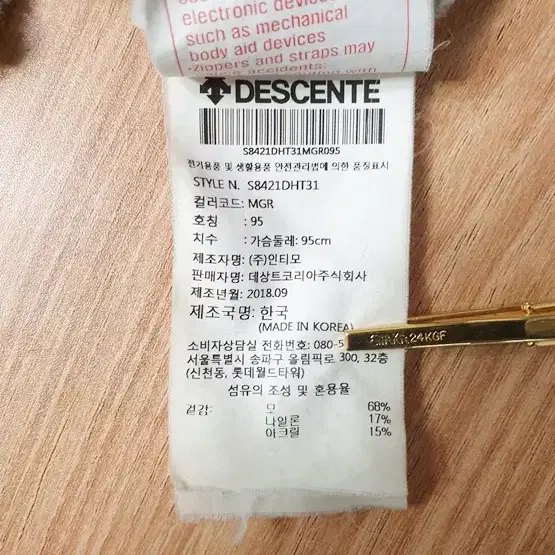 electronic devices
such as mechanical
body aid devices
-Zippers and straps may
DESCENTE
S8421DHT31MGR095
전기용품 및 생활용품 안전관리법에 의한 품질표시
STYLE N. S8421DHT31
컬러코드: MGR
호칭 : 95
치수 : 가슴둘레: 95cm
제조자명: (주)인티모
판매자명: 데상트코리아주식회사
제조년월: 2018.09
제조국명: 한국
(MADE IN KOREA)
소비자상담실 전화번호: 080-5
24KGF
서울특별시 송파구 올림픽로 300, 32층
(신천동, 롯데월드타워)
섬유의 조성 및 혼용율
겉감: 모 68%
나일론 17%
아크릴 15%